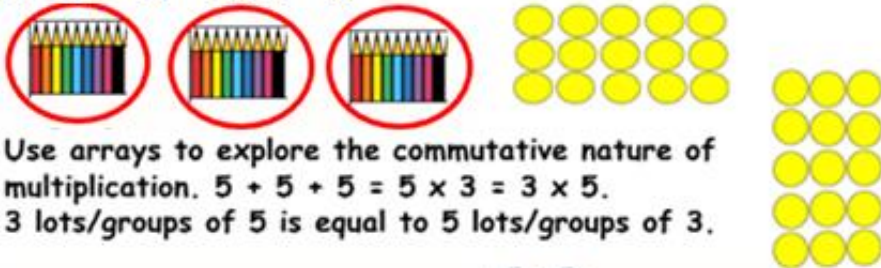 Use arrays to explore the commutative nature of
multiplication. 5 + 5 + 5 = 5 x 3 = 3 x 5.
3 lots/groups of 5 is equal to 5 lots/groups of 3.